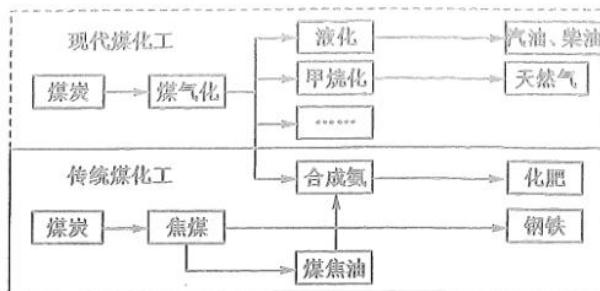 现代煤化工
液化
汽油、柴油
甲烷化
天然气
煤炭
煤气化
……
传统煤化工
合成氨
化肥
煤炭
焦煤
钢铁
煤焦油